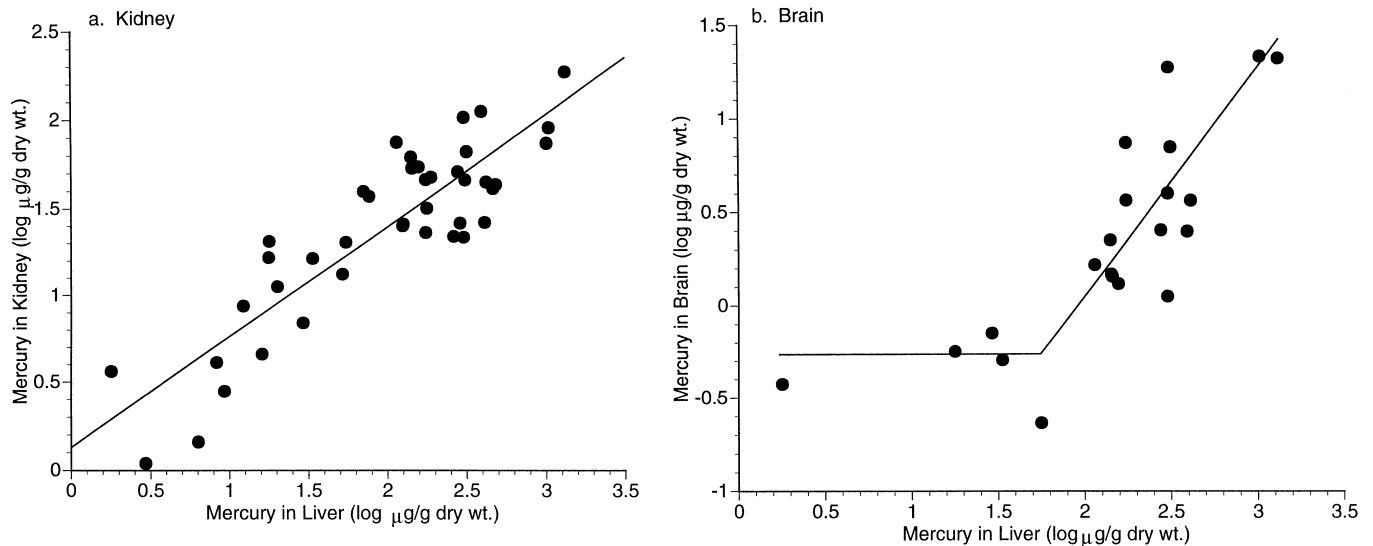 a. Kidney
2.5
2
1.5
1
0.5
0
Mercury in Kidney (log μg/g dry wt.)
0 0.5 1 1.5 2 2.5 3 3.5
Mercury in Liver (log μg/g dry wt.)
b. Brain
1.5
1
0.5
0
-0.5
-1
Mercury in Brain (log μg/g dry wt.)
0 0.5 1 1.5 2 2.5 3 3.5
Mercury in Liver (log μg/g dry wt.)